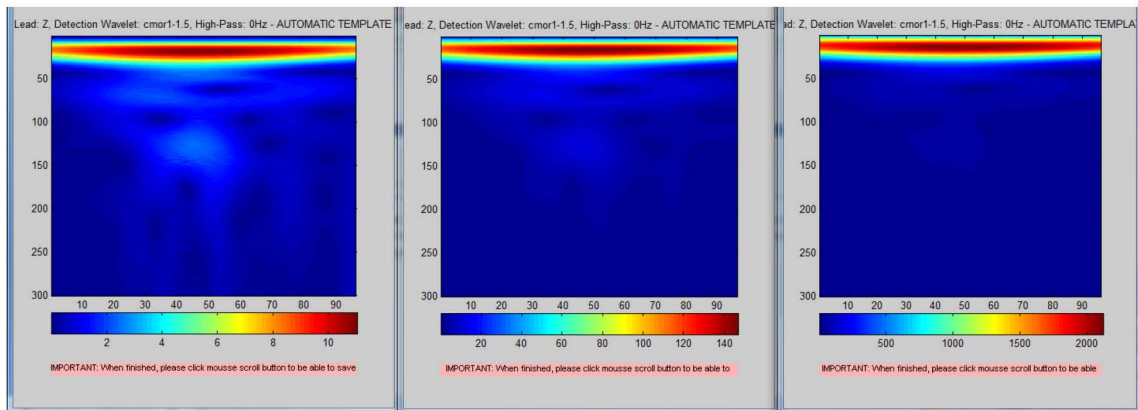 Lead: Z, Detection Wavelet: cmor1-1.5, High-Pass: 0Hz - AUTOMATIC TEMPLATE
50
100
150
200
250
300
10 20 30 40 50 60 70 80 90
2 4 6 8 10
IMPORTANT: When finished, please click mousse scroll button to be able to save
ead: Z, Detection Wavelet: cmor1-1.5, High-Pass: 0Hz - AUTOMATIC TEMPLATE
50
100
150
200
250
300
10 20 30 40 50 60 70 80 90
20 40 60 80 100 120 140
IMPORTANT: When finished, please click mousse scroll button to be able to
ead: Z, Detection Wavelet: cmor1-1.5, High-Pass: 0Hz - AUTOMATIC TEMPLATE
50
100
150
200
250
300
10 20 30 40 50 60 70 80 90
500 1000 1500 2000
IMPORTANT: When finished, please click mousse scroll button to be able